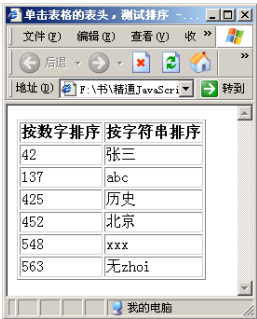 单击表格的表头，测试排序 - ...
文件(F) 编辑(E) 查看(V) 收 »
后退 »
地址(D) F:\书\精通JavaScri 转到
按数字排序 按字符串排序
42 张三
137 abc
425 历史
452 北京
548 xxx
563 无zhoi
我的电脑